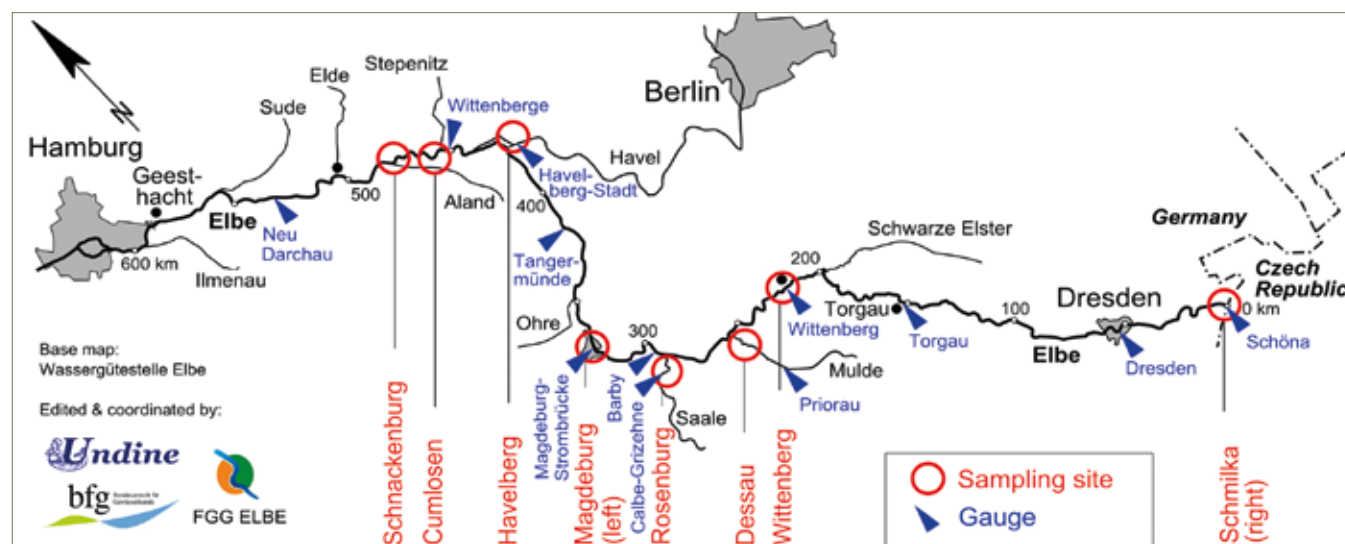 N
Hamburg
Geest-
hacht
Sude
Elde
Stepenitz
Wittenberge
Berlin
Havel
Havel-
berg-Stadt
500
Aland
400
Elbe
Neu
Darchau
600 km
Ilmenau
Tanger-
münde
Schwarze Elster
200
Germany
Czech
Republic
Ohre
300
Wittenberg
Torgau
Torgau
100
Dresden
0 km
Elbe
Schöna
Dresden
Mulde
Priorau
Saale
Base map:
Wassergütestelle Elbe
Edited & coordinated by:
Undine
bfg
FGG ELBE
Schnackenburg
Cumlosen
Havelberg
Magdeburg-
Strombrücke
Magdeburg
(left)
Barby
Calbe-Grizehne
Rosenburg
Dessau
Wittenberg
Schmilka
(right)
Sampling site
Gauge